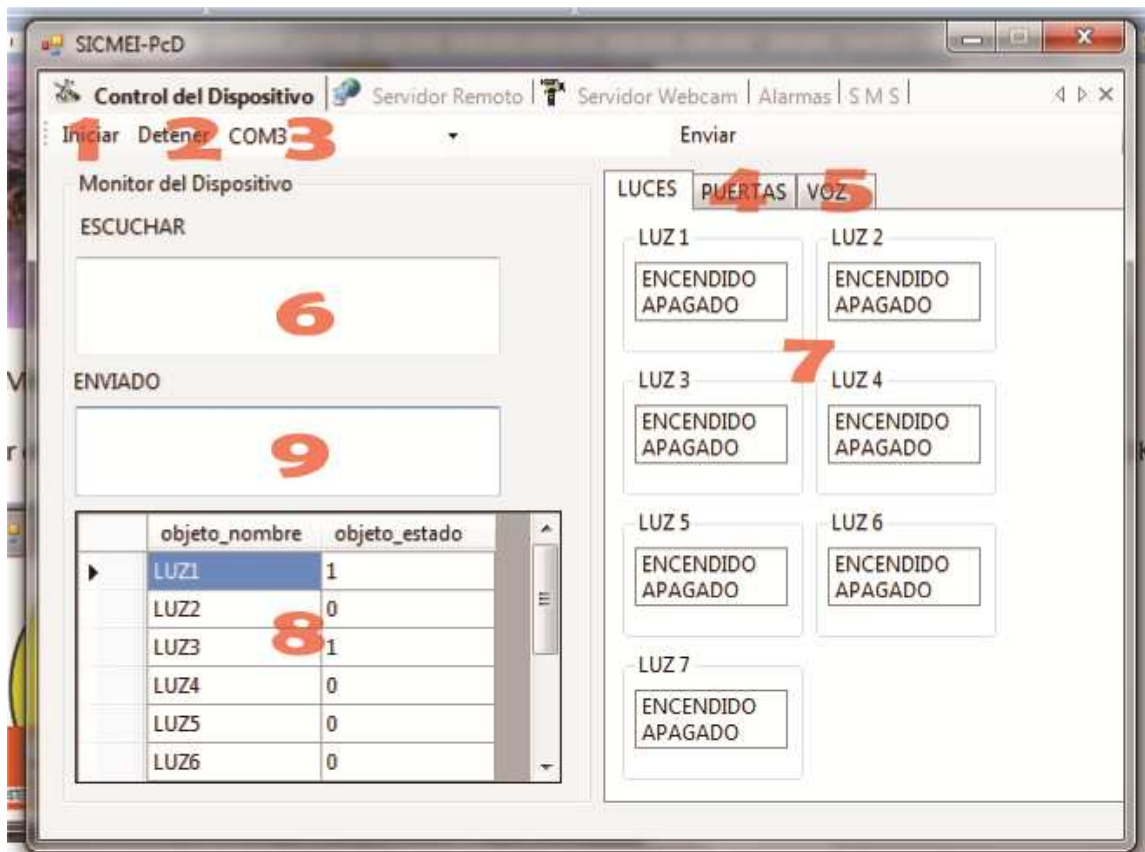 SICMEI-PcD
Control del Dispositivo Servidor Remoto Servidor Webcam Alarmas S M S
Iniciar Detener COM3 Enviar
1 2 3
Monitor del Dispositivo
ESCUCHAR
6
ENVIADO
9
objeto_nombre objeto_estado
LUZ1 1
LUZ2 0
LUZ3 1
LUZ4 0
LUZ5 0
LUZ6 0
8
LUCES PUERTAS VOZ
4 5
LUZ 1 LUZ 2
ENCENDIDO ENCENDIDO
APAGADO APAGADO
7
LUZ 3 LUZ 4
ENCENDIDO ENCENDIDO
APAGADO APAGADO
LUZ 5 LUZ 6
ENCENDIDO ENCENDIDO
APAGADO APAGADO
LUZ 7
ENCENDIDO
APAGADO